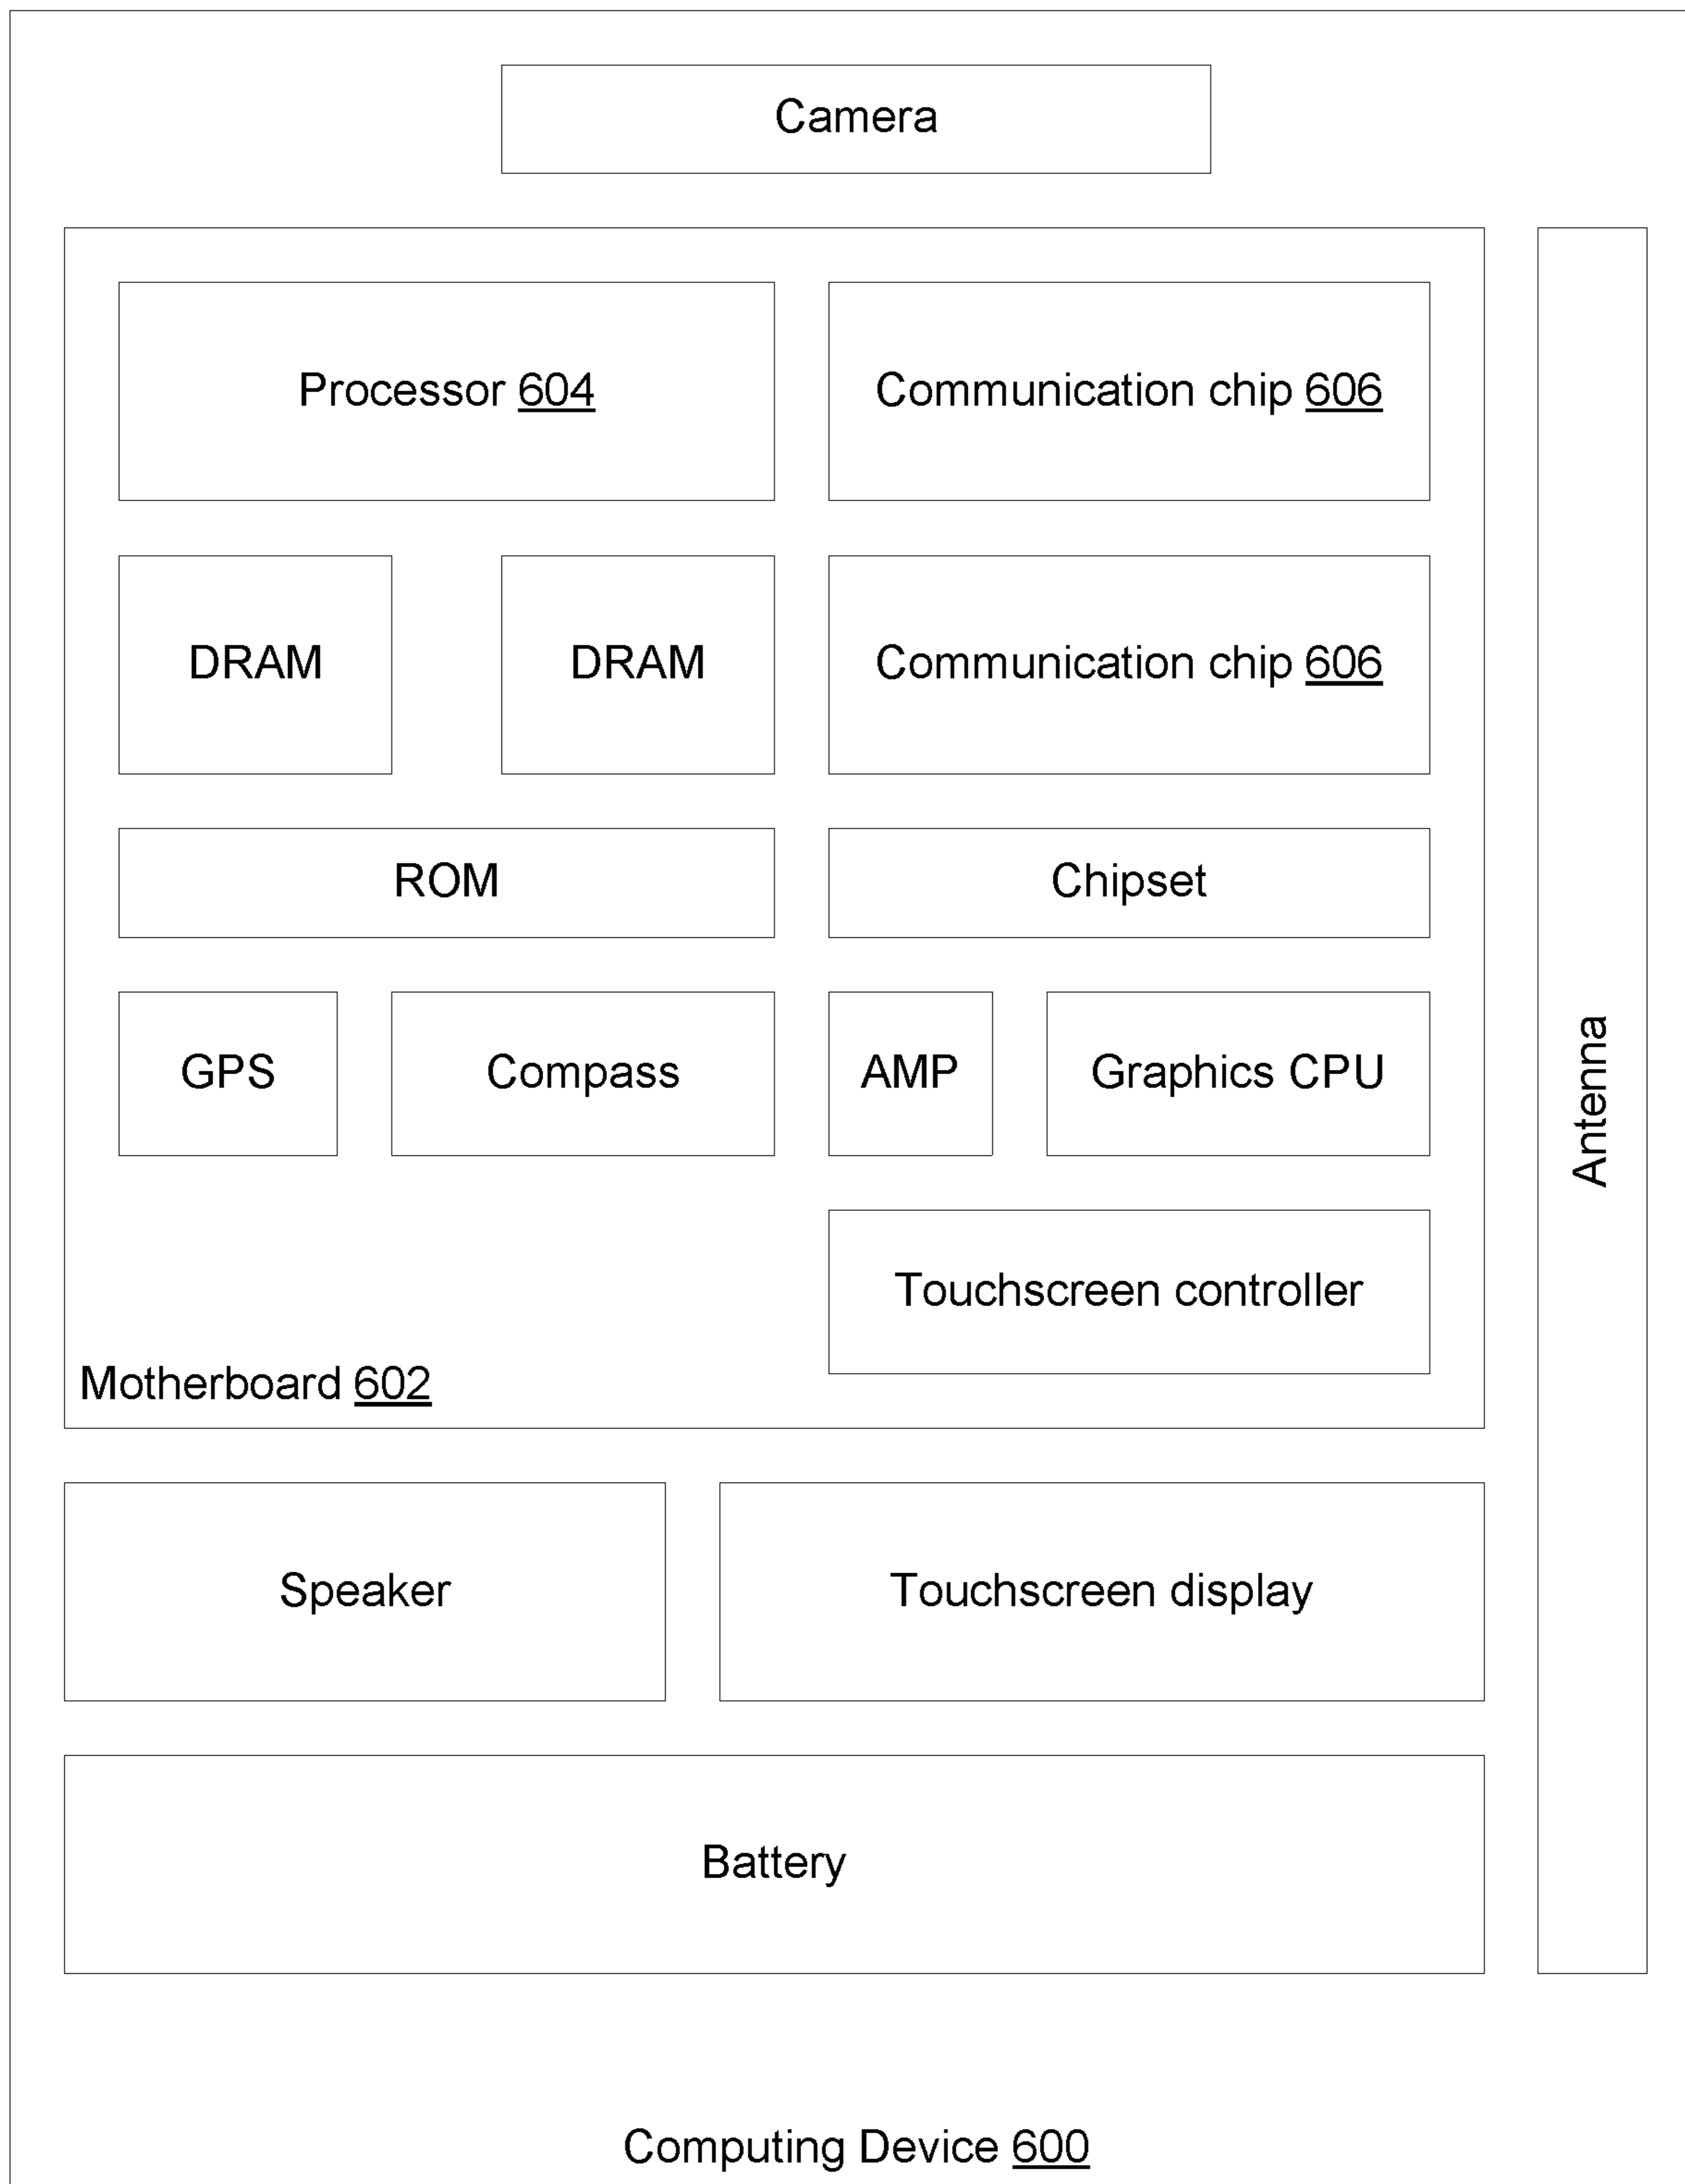 Camera
Processor 604
Communication chip 606
DRAM
DRAM
Communication chip 606
ROM
Chipset
GPS
Compass
AMP
Graphics CPU
Antenna
Touchscreen controller
Motherboard 602
Speaker
Touchscreen display
Battery
Computing Device 600